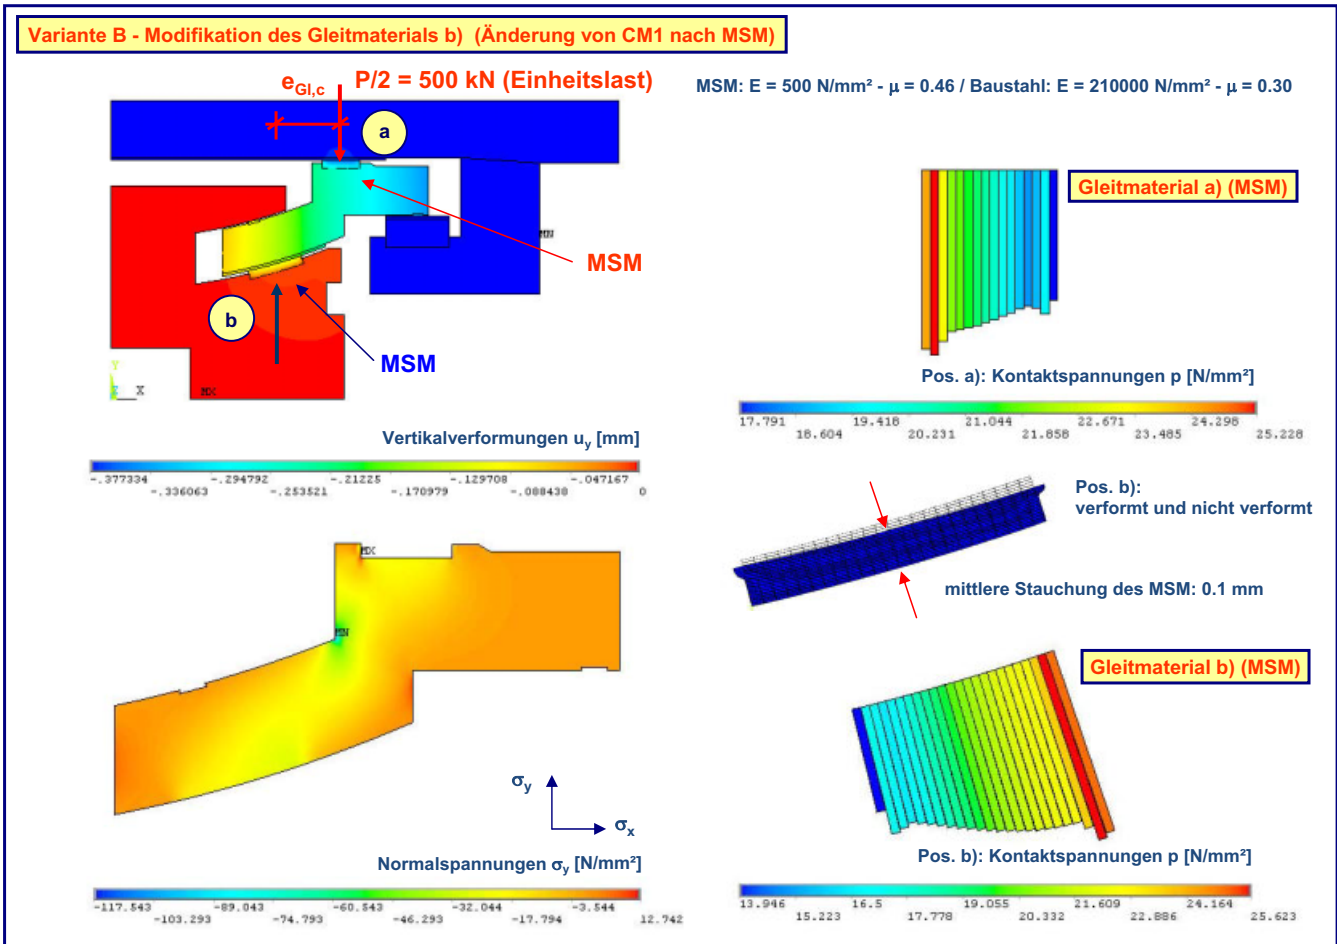 Variante B - Modifikation des Gleitmaterials b) (Änderung von CM1 nach MSM)
e_Gl,c
P/2 = 500 kN (Einheitslast)
MSM: E = 500 N/mm² - μ = 0.46 / Baustahl: E = 210000 N/mm² - μ = 0.30
a
MN
MSM
b
MSM
Y
Z X
MX
Vertikalverformungen u_y [mm]
-.377334 -.294792 -.21225 -.129708 -.047167
-.336063 -.253521 -.170979 -.088438 0
Gleitmaterial a) (MSM)
Pos. a): Kontaktspannungen p [N/mm²]
17.791 19.418 21.044 22.671 24.298
18.604 20.231 21.858 23.485 25.228
Pos. b):
verformt und nicht verformt
mittlere Stauchung des MSM: 0.1 mm
MX
MN
σ_y
σ_x
Normalspannungen σ_y [N/mm²]
-117.543 -89.043 -60.543 -32.044 -3.544
-103.293 -74.793 -46.293 -17.794 12.742
Gleitmaterial b) (MSM)
Pos. b): Kontaktspannungen p [N/mm²]
13.946 16.5 19.055 21.609 24.164
15.223 17.778 20.332 22.886 25.623